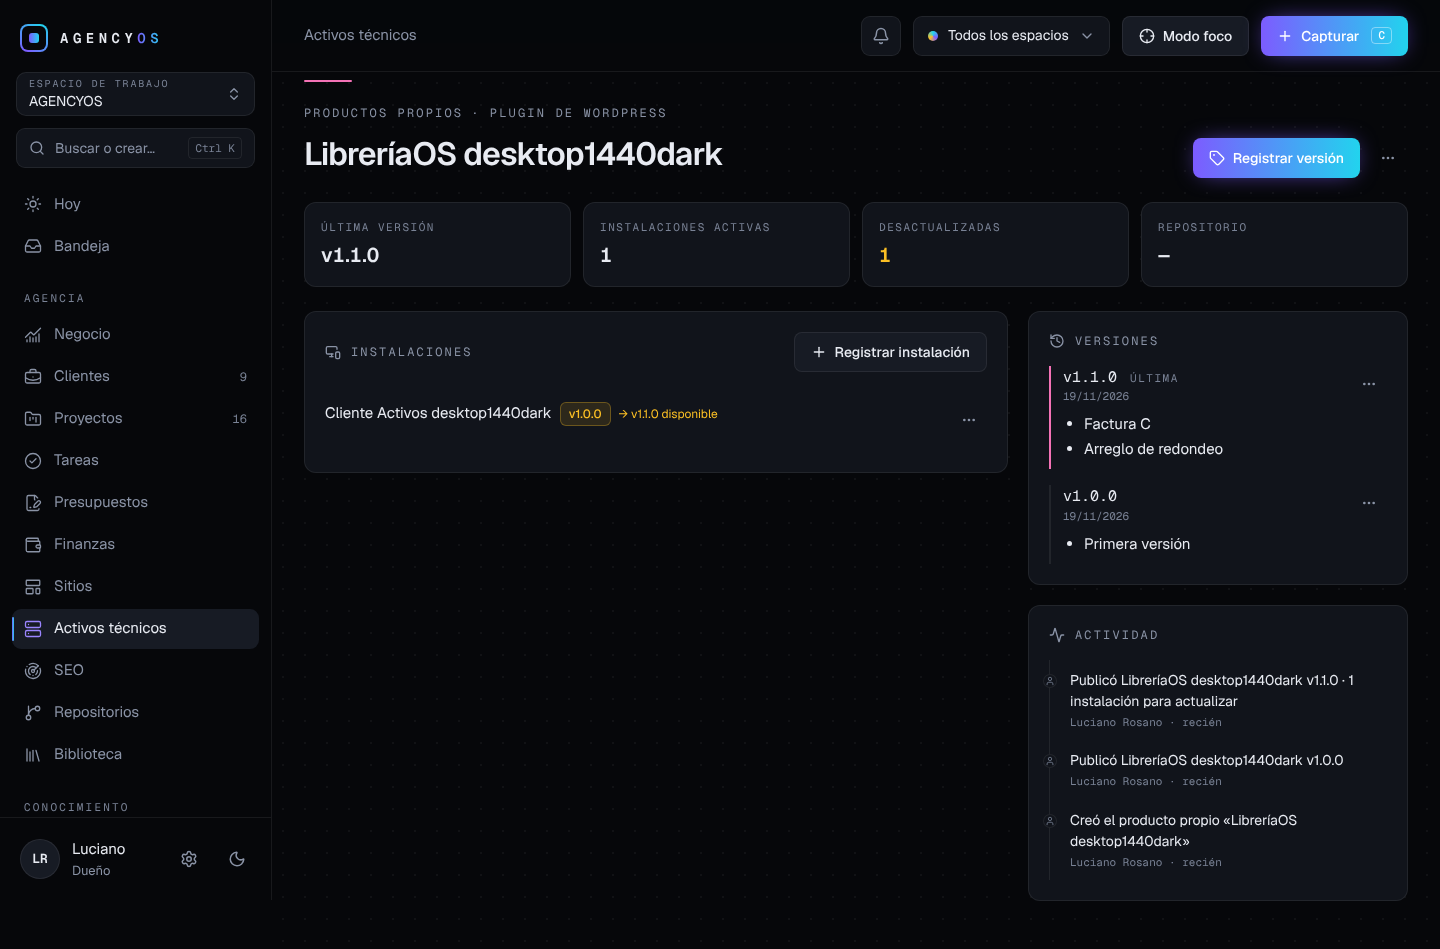 AGENCYOS
ESPACIO DE TRABAJO
AGENCYOS
Buscar o crear... Ctrl K
Hoy
Bandeja
AGENCIA
Negocio
Clientes 9
Proyectos 16
Tareas
Presupuestos
Finanzas
Sitios
Activos técnicos
SEO
Repositorios
Biblioteca
CONOCIMIENTO
LR
Luciano
Dueño
Activos técnicos
Todos los espacios
Modo foco
Capturar C
PRODUCTOS PROPIOS · PLUGIN DE WORDPRESS
LibreríaOS desktop1440dark
Registrar versión
ÚLTIMA VERSIÓN
v1.1.0
INSTALACIONES ACTIVAS
1
DESACTUALIZADAS
1
REPOSITORIO
—
INSTALACIONES
Registrar instalación
Cliente Activos desktop1440dark v1.0.0 → v1.1.0 disponible
VERSIONES
v1.1.0 ÚLTIMA
19/11/2026
• Factura C
• Arreglo de redondeo
v1.0.0
19/11/2026
• Primera versión
ACTIVIDAD
Publicó LibreríaOS desktop1440dark v1.1.0 · 1
instalación para actualizar
Luciano Rosano · recién
Publicó LibreríaOS desktop1440dark v1.0.0
Luciano Rosano · recién
Creó el producto propio «LibreríaOS
desktop1440dark»
Luciano Rosano · recién